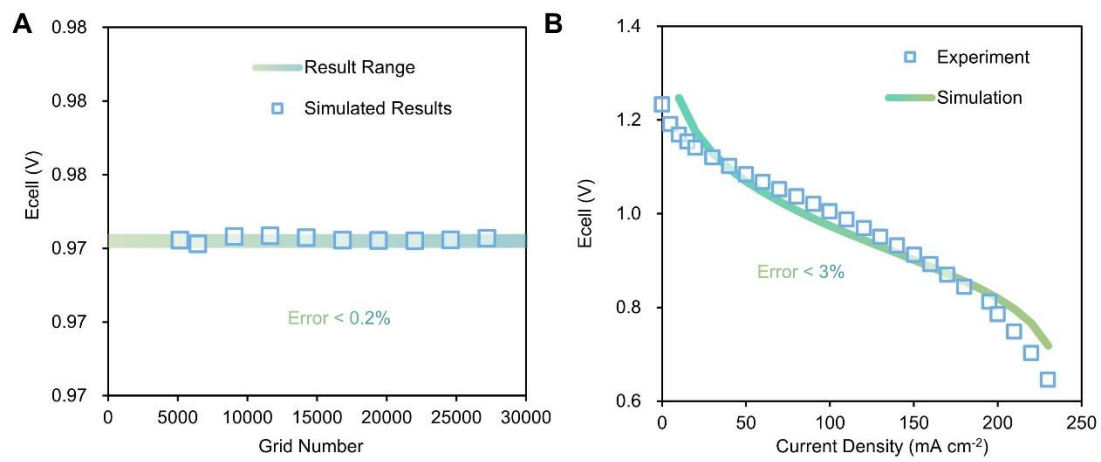 A
0.98
0.98
0.98
0.97
0.97
0.97
Ecell (V)
Result Range
Simulated Results
Error < 0.2%
0 5000 10000 15000 20000 25000 30000
Grid Number
B
1.4
1.2
1.0
0.8
0.6
Ecell (V)
Experiment
Simulation
Error < 3%
0 50 100 150 200 250
Current Density (mA cm⁻²)